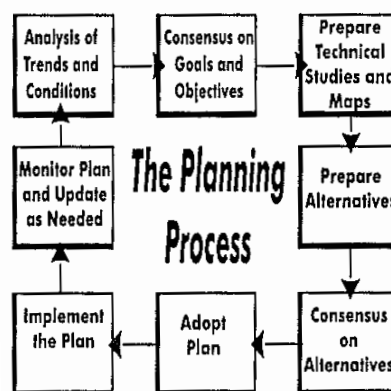 Analysis of
Trends and
Conditions
Consensus on
Goals and
Objectives
Prepare
Technical
Studies and
Maps
Monitor Plan
and Update
as Needed
The Planning
Process
Prepare
Alternatives
Implement
the Plan
Adopt
Plan
Consensus
on
Alternatives